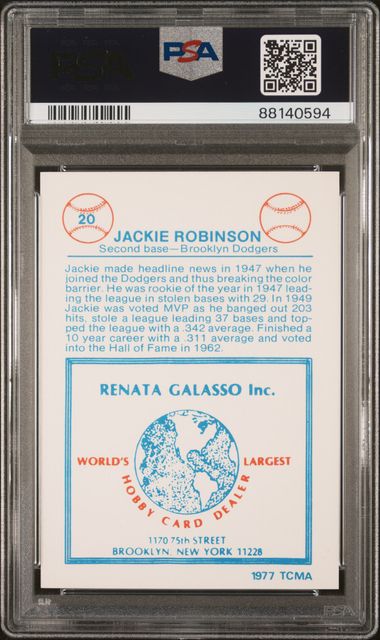 PSA
PSA
88140594
20
JACKIE ROBINSON
Second base—Brooklyn Dodgers
Jackie made headline news in 1947 when he
joined the Dodgers and thus breaking the color
barrier. He was rookie of the year in 1947 lead-
ing the league in stolen bases with 29. In 1949
Jackie was voted MVP as he banged out 203
hits, stole a league leading 37 bases and top-
ped the league with a .342 average. Finished a
10 year career with a .311 average and voted
into the Hall of Fame in 1962.
RENATA GALASSO Inc.
WORLD'S LARGEST
HOBBY CARD DEALER
1170 75th STREET
BROOKLYN, NEW YORK 11228
1977 TCMA